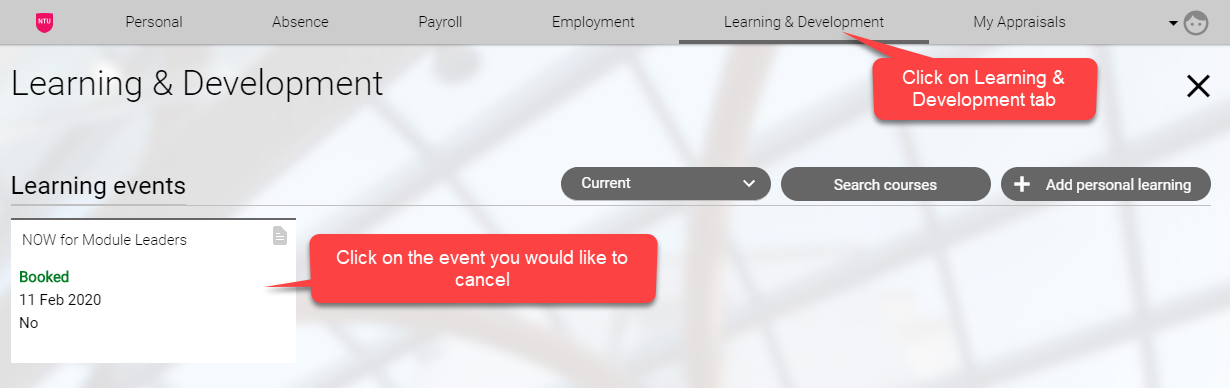 NTU
Personal
Absence
Payroll
Employment
Learning & Development
My Appraisals
Learning & Development
Click on Learning &
Development tab
Learning events
Current
Search courses
Add personal learning
NOW for Module Leaders
Booked
11 Feb 2020
No
Click on the event you would like to
cancel